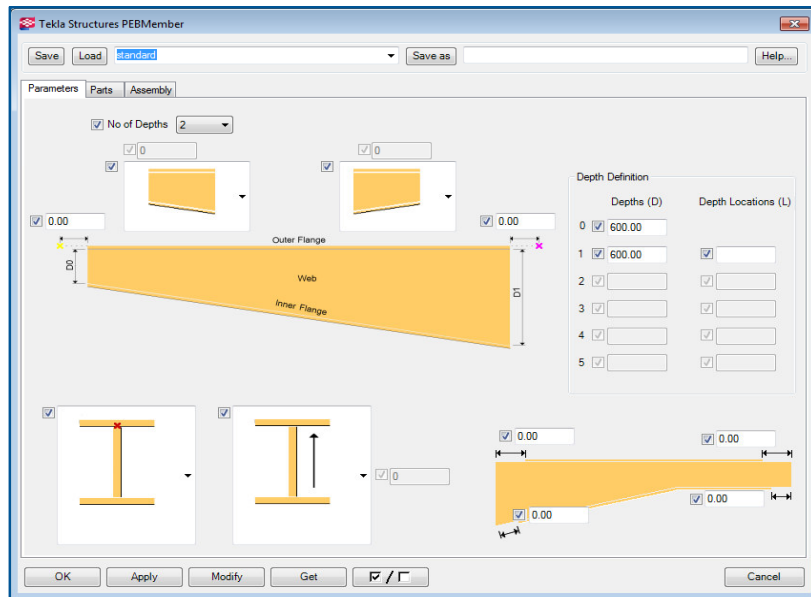 Tekla Structures PEBMember
Save Load standard Save as Help...
Parameters Parts Assembly
No of Depths 2
0 0
0.00 0.00
Outer Flange
D0 Web D1
Inner Flange
Depth Definition
Depths (D) Depth Locations (L)
0 600.00
1 600.00
2
3
4
5
0
0.00 0.00
0.00
0.00
OK Apply Modify Get / Cancel